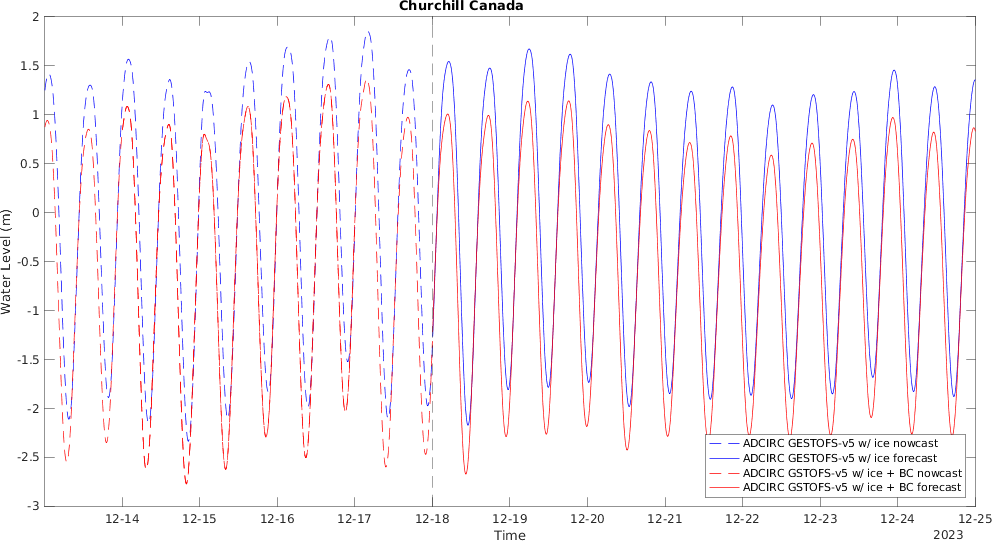 Churchill Canada
Water Level (m)
2
1.5
1
0.5
0
-0.5
-1
-1.5
-2
-2.5
-3
ADCIRC GESTOFS-v5 w/ ice nowcast
ADCIRC GESTOFS-v5 w/ ice forecast
ADCIRC GSTOFS-v5 w/ ice + BC nowcast
ADCIRC GSTOFS-v5 w/ ice + BC forecast
12-14 12-15 12-16 12-17 12-18 12-19 12-20 12-21 12-22 12-23 12-24 12-25
Time
2023